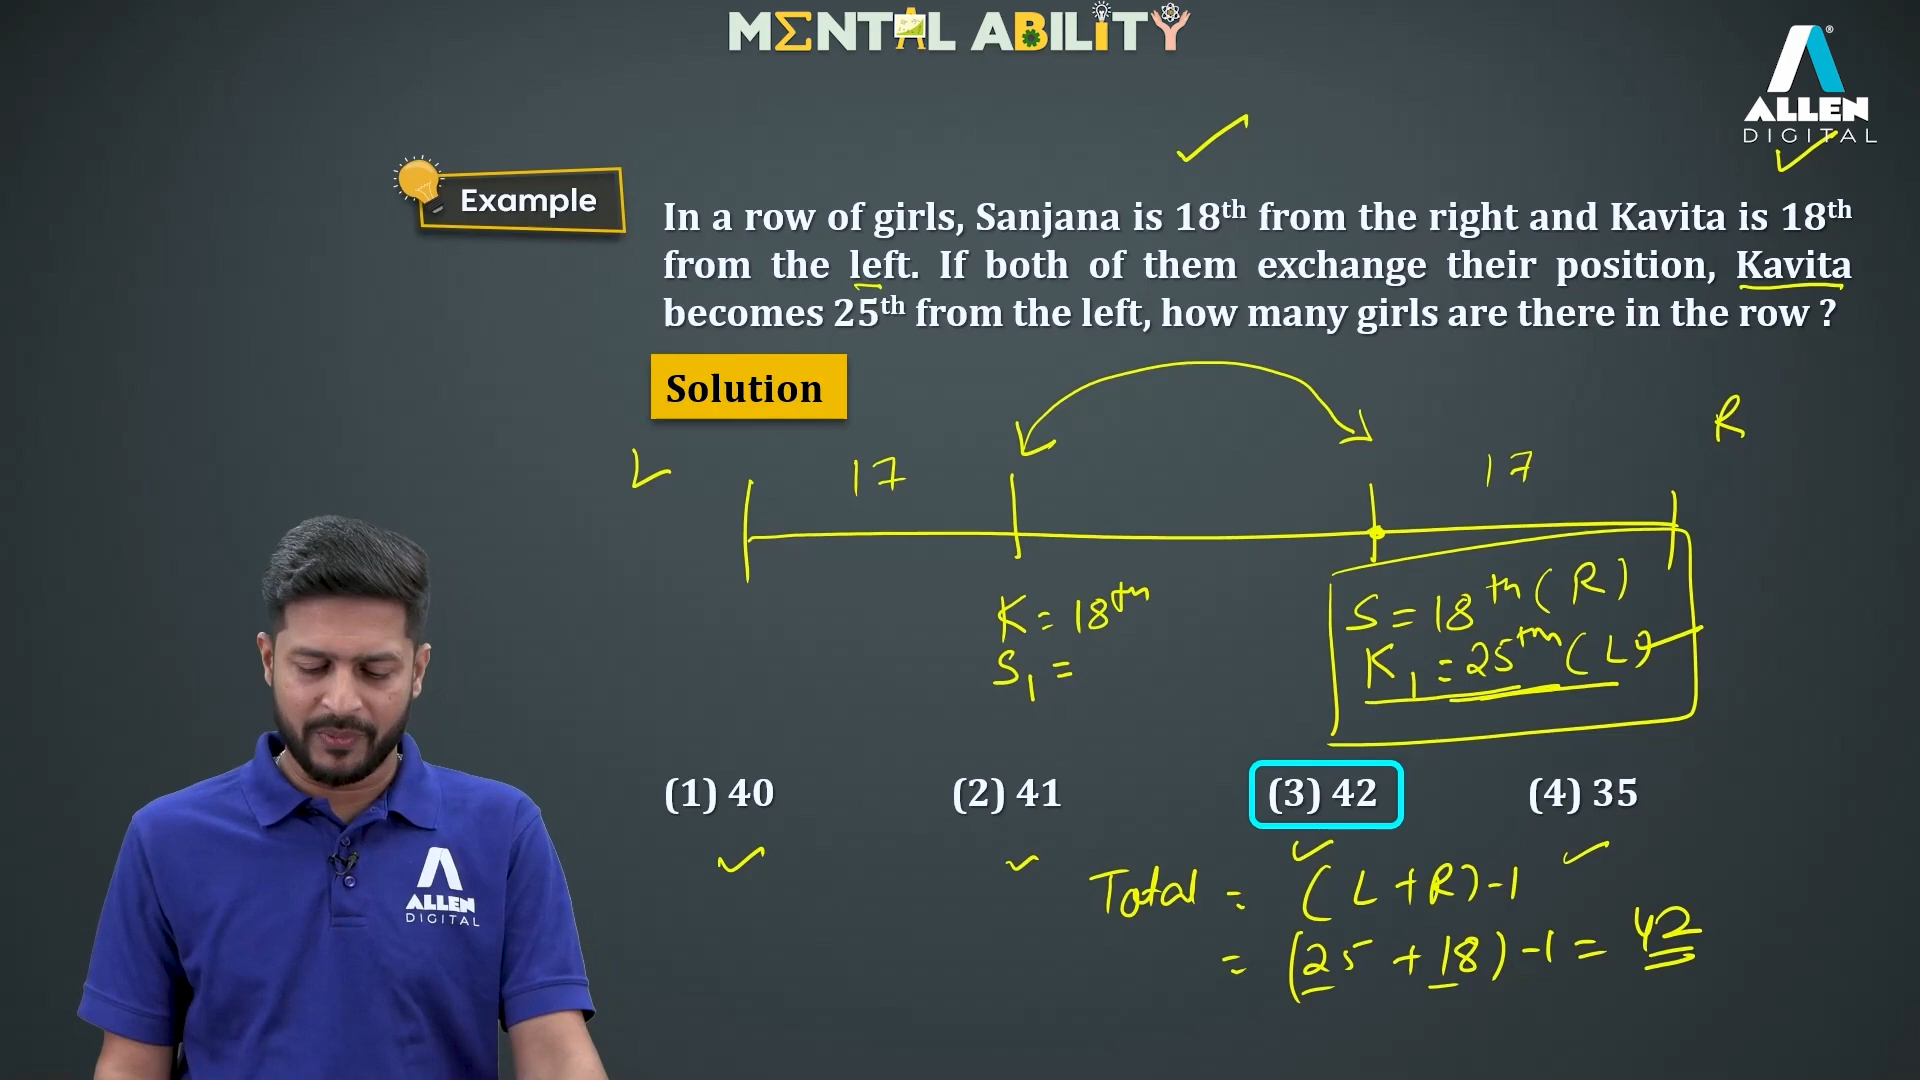 MENTAL ABILITY
ALLEN
DIGITAL
Example
In a row of girls, Sanjana is 18th from the right and Kavita is 18th
from the left. If both of them exchange their position, Kavita
becomes 25th from the left, how many girls are there in the row ?
Solution
L
17
17
R
K = 18th
S1 =
S = 18th (R)
K1 = 25th (L)
(1) 40
(2) 41
(3) 42
(4) 35
Total = (L + R) - 1
= (25 + 18) - 1 = 42
ALLEN
DIGITAL